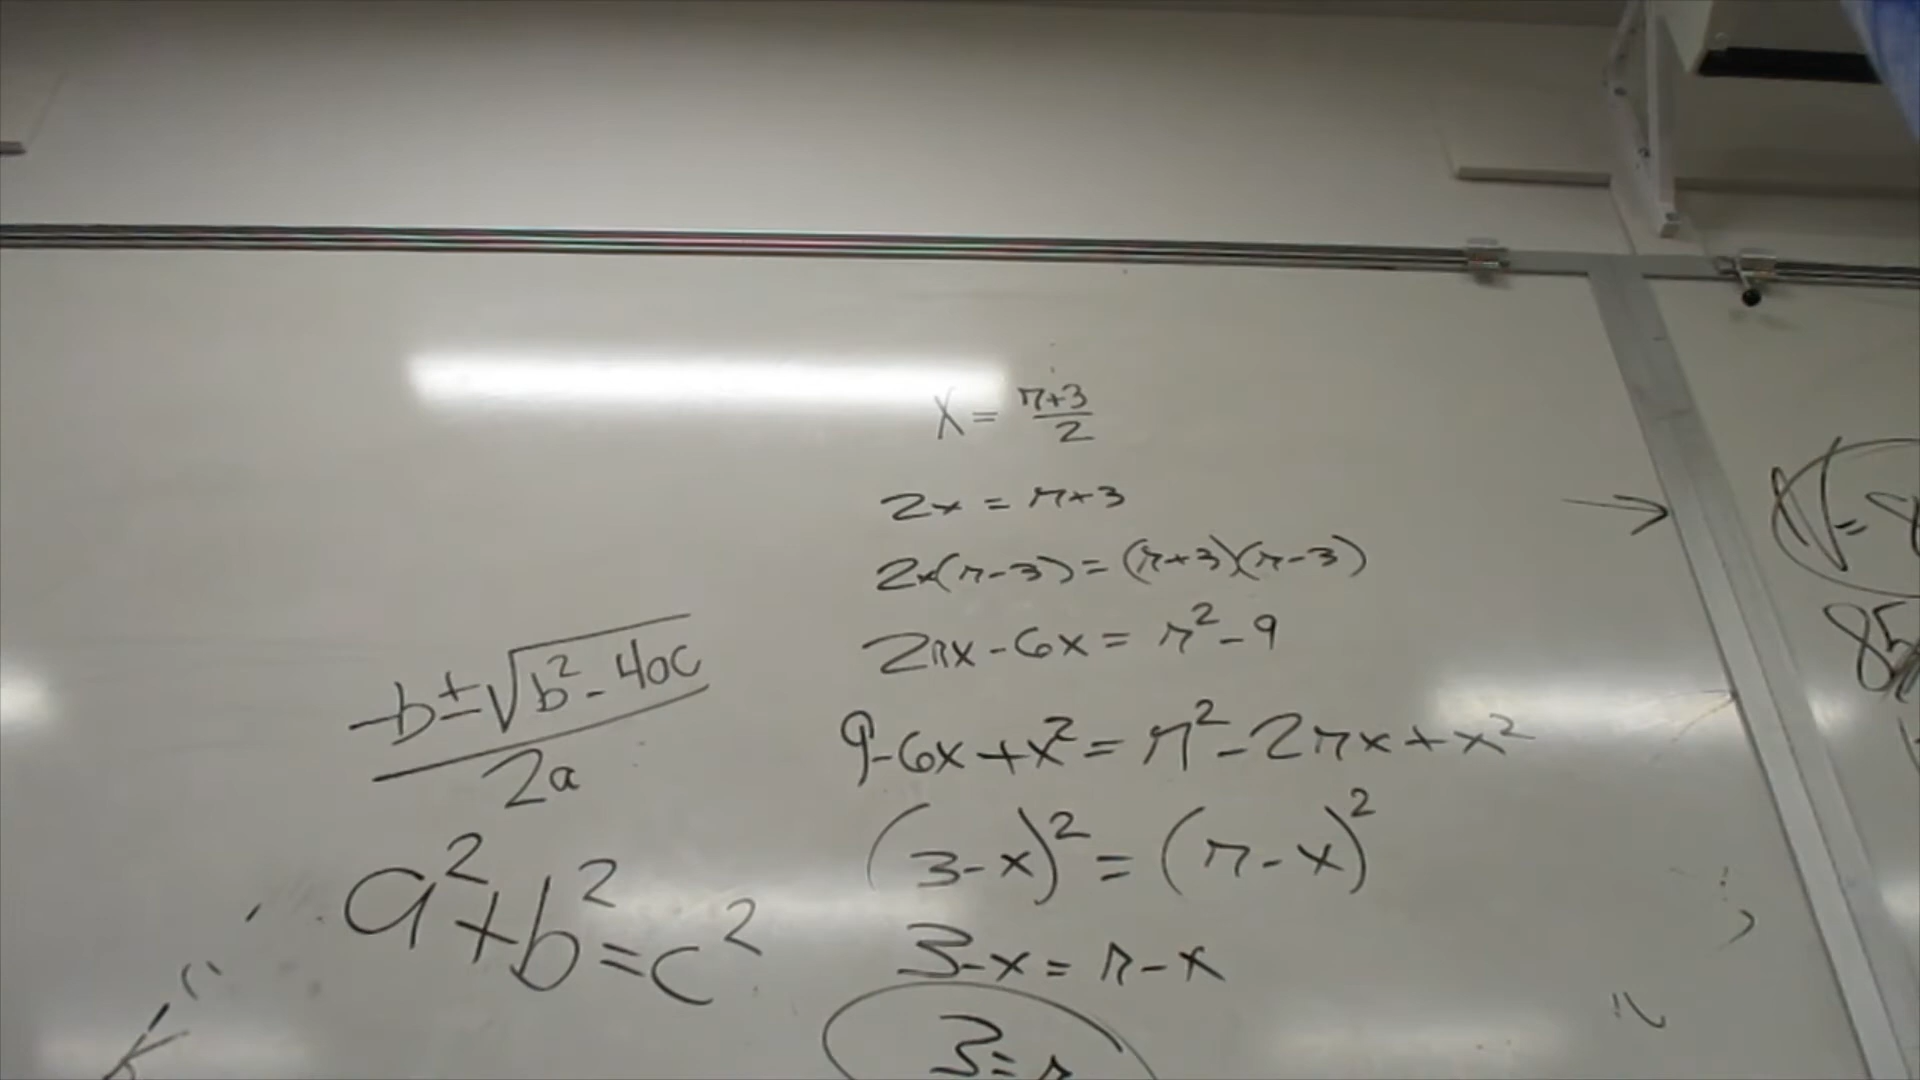 x = π+3
2
2x = π+3
2x(π-3) = (π+3)(π-3)
2πx - 6x = π² - 9
9 - 6x + x² = π² - 2πx + x²
(3-x)² = (π-x)²
3-x = π-x
3 = π
-b±√b²-4ac
2a
a²+b²=c²